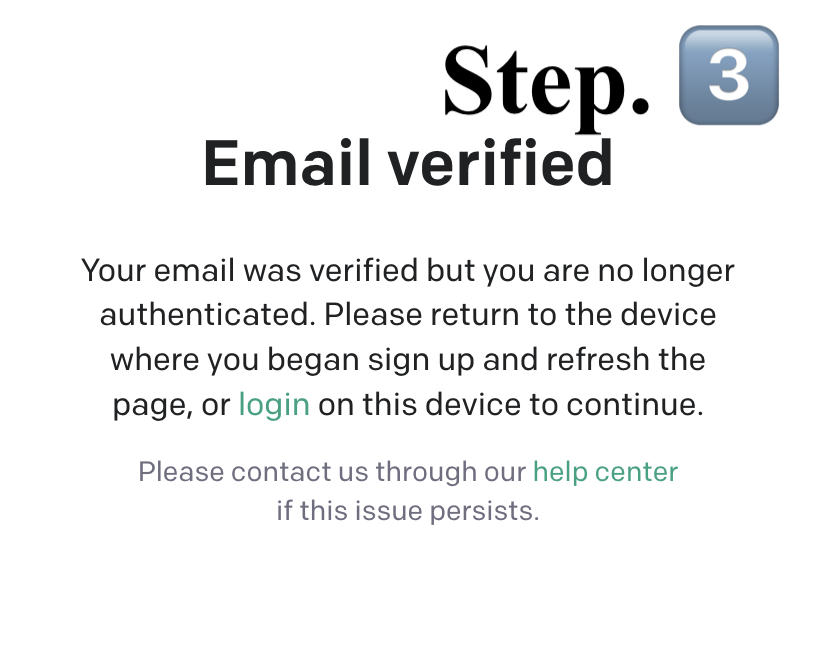 Step. 3️⃣
Email verified
Your email was verified but you are no longer
authenticated. Please return to the device
where you began sign up and refresh the
page, or login on this device to continue.
Please contact us through our help center
if this issue persists.